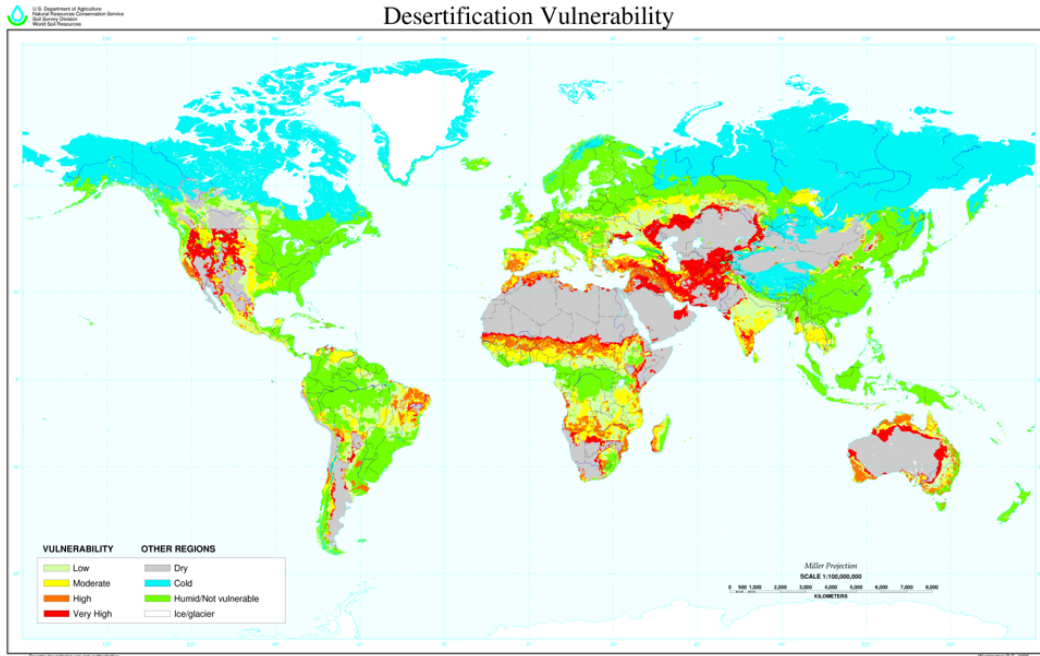 U.S. Department of Agriculture
Natural Resources Conservation Service
Soil Survey Division
World Soil Resources
Desertification Vulnerability
VULNERABILITY
Low
Moderate
High
Very High
OTHER REGIONS
Dry
Cold
Humid/Not vulnerable
Ice/glacier
Miller Projection
SCALE 1:100,000,000
0 500 1,000 2,000 3,000 4,000 5,000 6,000 7,000 8,000
KILOMETERS